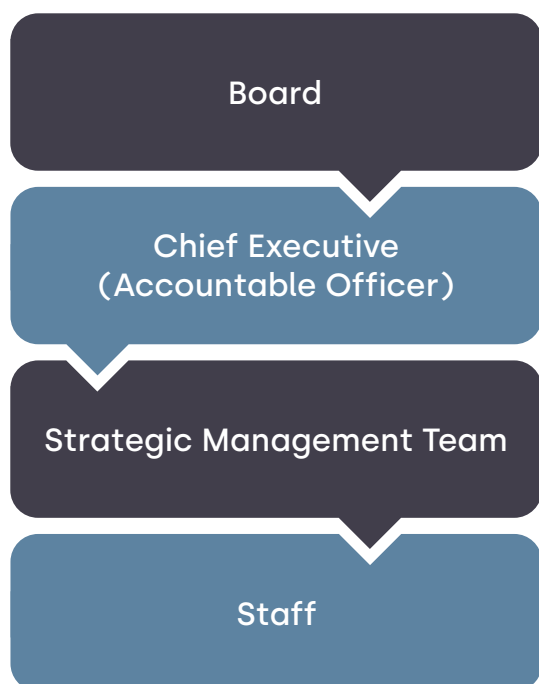 Board
Chief Executive
(Accountable Officer)
Strategic Management Team
Staff